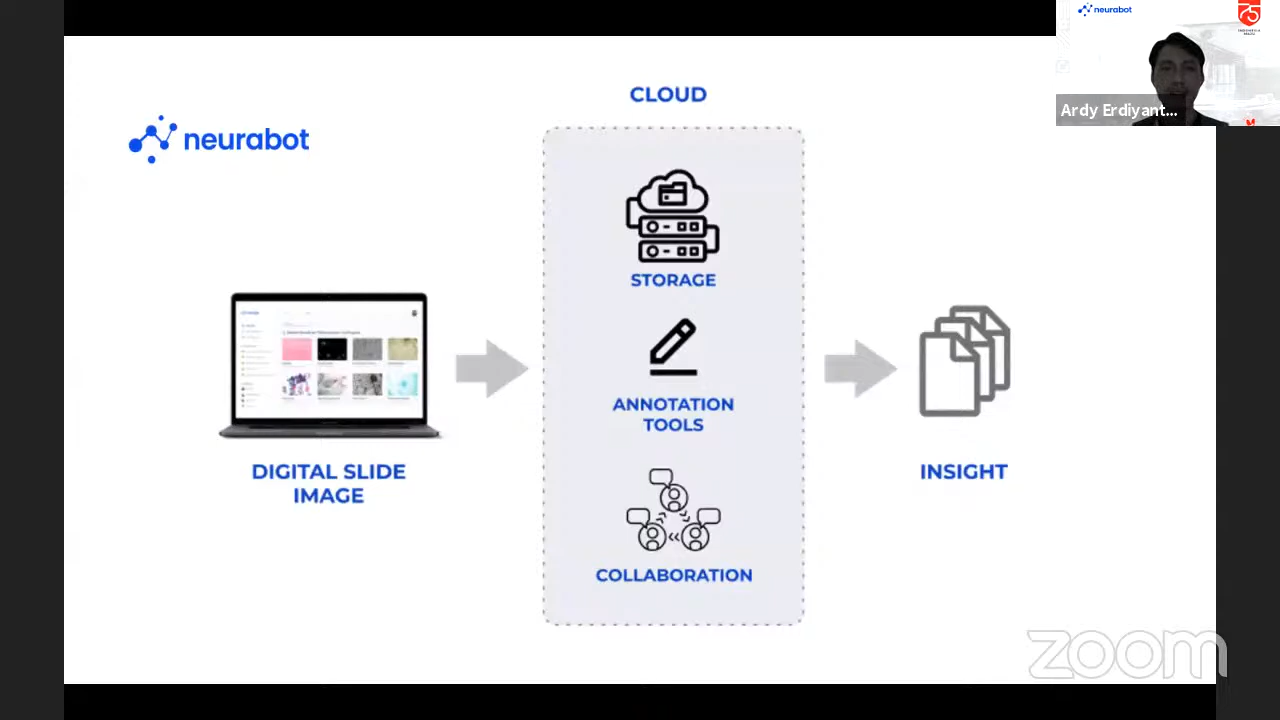 neurabot
Ardy Erdiyant...
CLOUD
neurabot
STORAGE
ANNOTATION
TOOLS
DIGITAL SLIDE
IMAGE
INSIGHT
COLLABORATION
zoom